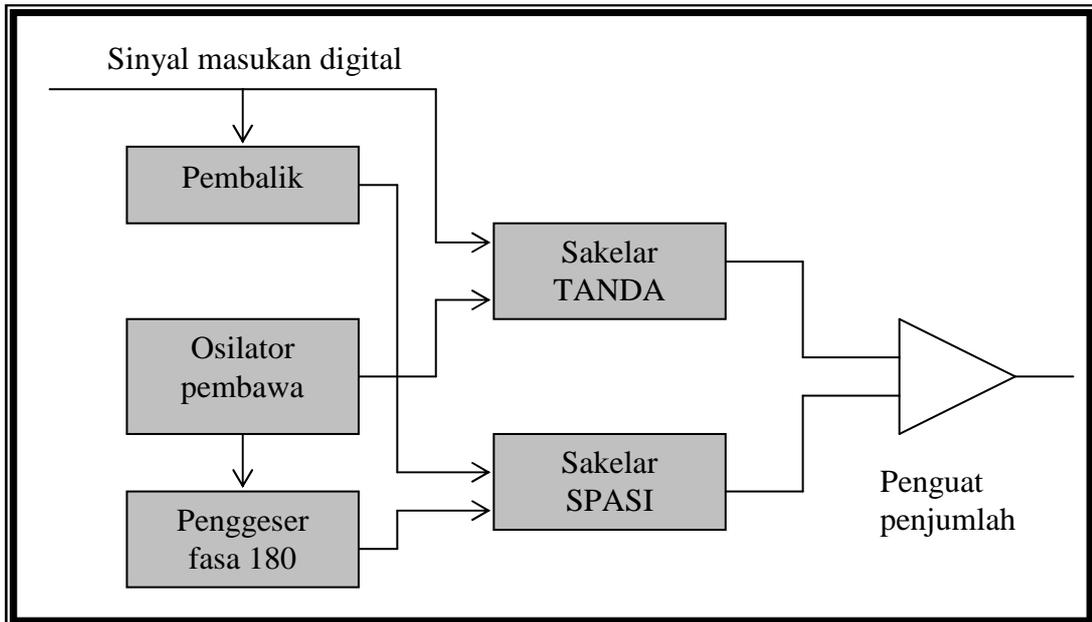 Sinyal masukan digital
Pembalik
Sakelar
TANDA
Osilator
pembawa
Sakelar
SPASI
Penguat
penjumlah
Penggeser
fasa 180